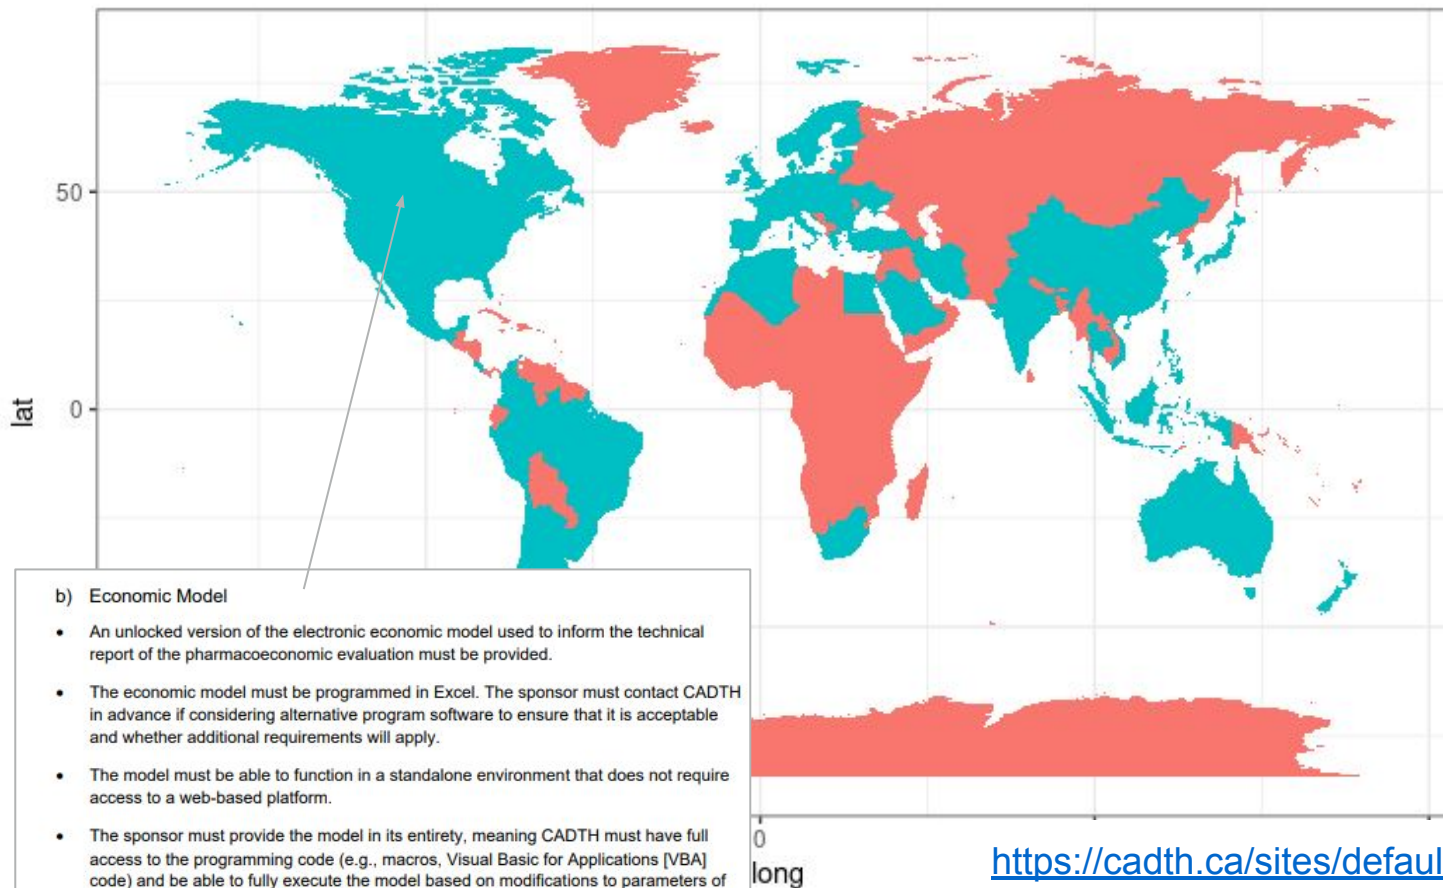 50
lat
0
b) Economic Model
• An unlocked version of the electronic economic model used to inform the technical
report of the pharmacoeconomic evaluation must be provided.
• The economic model must be programmed in Excel. The sponsor must contact CADTH
in advance if considering alternative program software to ensure that it is acceptable
and whether additional requirements will apply.
• The model must be able to function in a standalone environment that does not require
access to a web-based platform.
• The sponsor must provide the model in its entirety, meaning CADTH must have full
access to the programming code (e.g., macros, Visual Basic for Applications [VBA]
code) and be able to fully execute the model based on modifications to parameters of
0
long
https://cadth.ca/sites/defaul